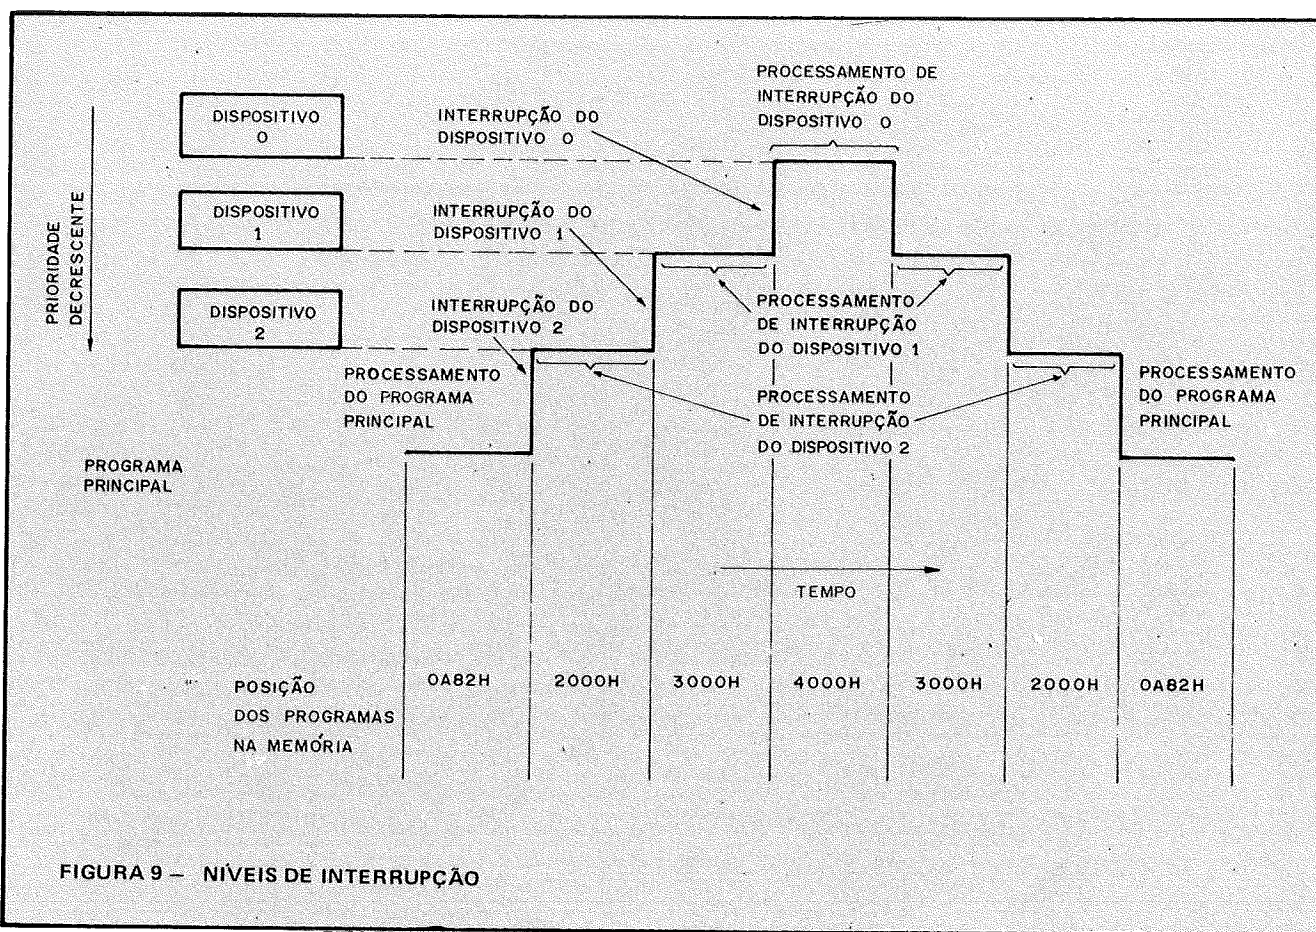 PROCESSAMENTO DE
INTERRUPÇÃO DO
DISPOSITIVO 0
DISPOSITIVO
0
INTERRUPÇÃO DO
DISPOSITIVO 0
PRIORIDADE
DECRESCENTE
DISPOSITIVO
1
INTERRUPÇÃO DO
DISPOSITIVO 1
DISPOSITIVO
2
INTERRUPÇÃO DO
DISPOSITIVO 2
PROCESSAMENTO
DE INTERRUPÇÃO
DO DISPOSITIVO 1
PROCESSAMENTO
DO PROGRAMA
PRINCIPAL
PROCESSAMENTO
DE INTERRUPÇÃO
DO DISPOSITIVO 2
PROCESSAMENTO
DO PROGRAMA
PRINCIPAL
PROGRAMA
PRINCIPAL
TEMPO
POSIÇÃO
DOS PROGRAMAS
NA MEMÓRIA
0A82H 2000H 3000H 4000H 3000H 2000H 0A82H
FIGURA 9 – NÍVEIS DE INTERRUPÇÃO